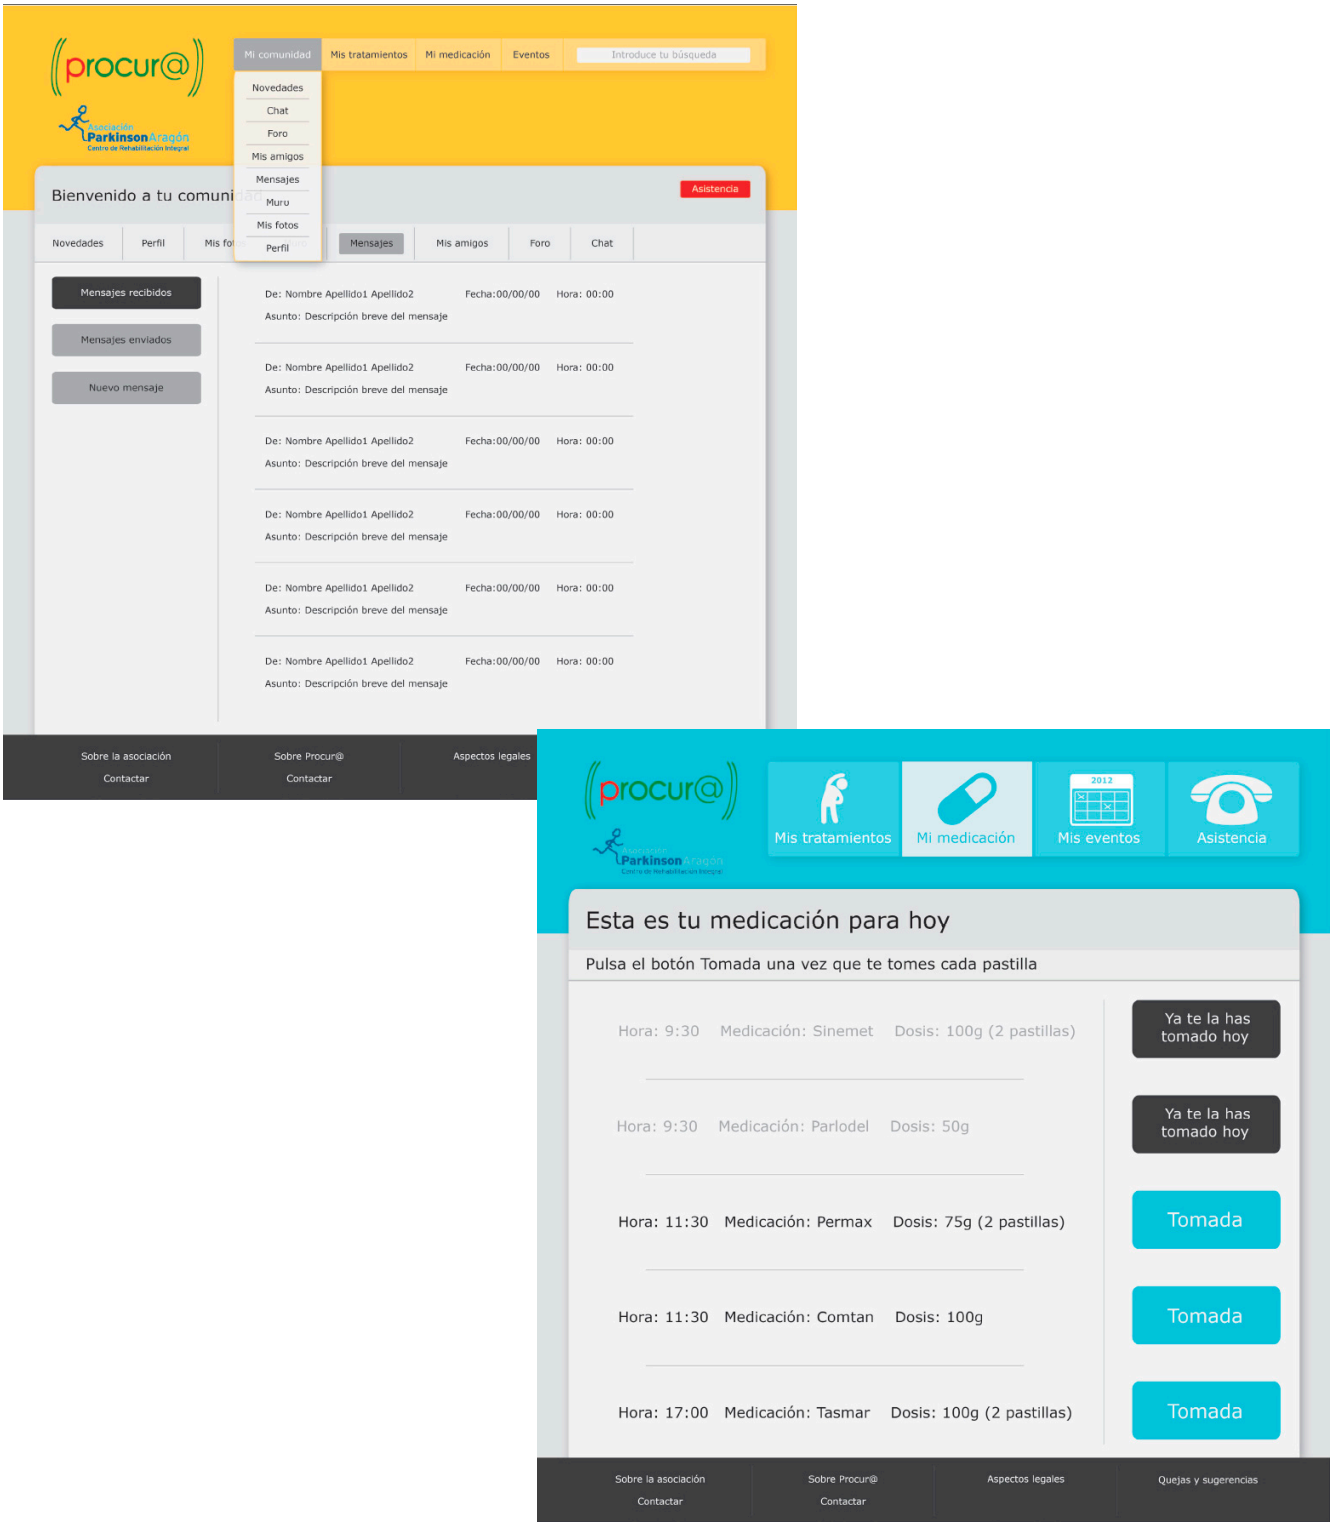 ((procur@))
Mi comunidad Mis tratamientos Mi medicación Eventos Introduce tu búsqueda
Novedades
Chat
Foro
Mis amigos
Mensajes
Muro
Mis fotos
Perfil
Asociación
ParkinsonAragón
Centro de Rehabilitación Integral
Bienvenido a tu comunidad
Asistencia
Novedades Perfil Mis fotos Mensajes Mis amigos Foro Chat
Mensajes recibidos
Mensajes enviados
Nuevo mensaje
De: Nombre Apellido1 Apellido2 Fecha:00/00/00 Hora: 00:00
Asunto: Descripción breve del mensaje
De: Nombre Apellido1 Apellido2 Fecha:00/00/00 Hora: 00:00
Asunto: Descripción breve del mensaje
De: Nombre Apellido1 Apellido2 Fecha:00/00/00 Hora: 00:00
Asunto: Descripción breve del mensaje
De: Nombre Apellido1 Apellido2 Fecha:00/00/00 Hora: 00:00
Asunto: Descripción breve del mensaje
De: Nombre Apellido1 Apellido2 Fecha:00/00/00 Hora: 00:00
Asunto: Descripción breve del mensaje
De: Nombre Apellido1 Apellido2 Fecha:00/00/00 Hora: 00:00
Asunto: Descripción breve del mensaje
Sobre la asociación Sobre Procur@ Aspectos legales
Contactar Contactar
((procur@))
Asociación
ParkinsonAragón
Centro de Rehabilitación Integral
2012
Mis tratamientos Mi medicación Mis eventos Asistencia
Esta es tu medicación para hoy
Pulsa el botón Tomada una vez que te tomes cada pastilla
Hora: 9:30 Medicación: Sinemet Dosis: 100g (2 pastillas)
Ya te la has
tomado hoy
Hora: 9:30 Medicación: Parlodel Dosis: 50g
Ya te la has
tomado hoy
Hora: 11:30 Medicación: Permax Dosis: 75g (2 pastillas)
Tomada
Hora: 11:30 Medicación: Comtan Dosis: 100g
Tomada
Hora: 17:00 Medicación: Tasmar Dosis: 100g (2 pastillas)
Tomada
Sobre la asociación Sobre Procur@ Aspectos legales Quejas y sugerencias
Contactar Contactar